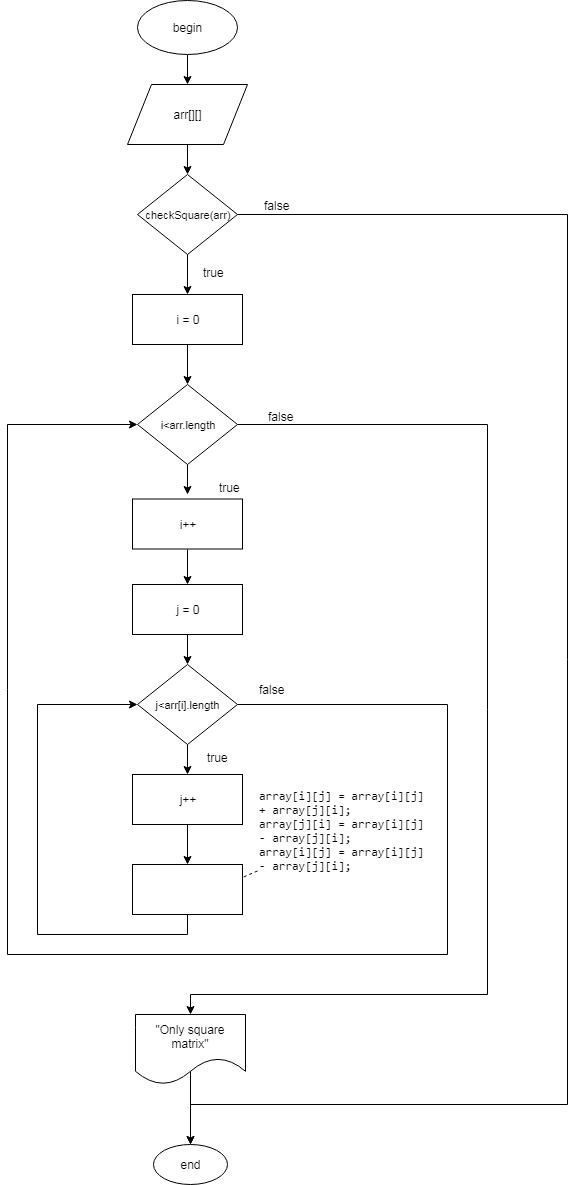 begin
arr[][]
checkSquare(arr)
false
true
i = 0
i<arr.length
false
true
i++
j = 0
j<arr[i].length
false
true
j++
array[i][j] = array[i][j]
+ array[j][i];
array[j][i] = array[i][j]
- array[j][i];
array[i][j] = array[i][j]
- array[j][i];
"Only square
matrix"
end